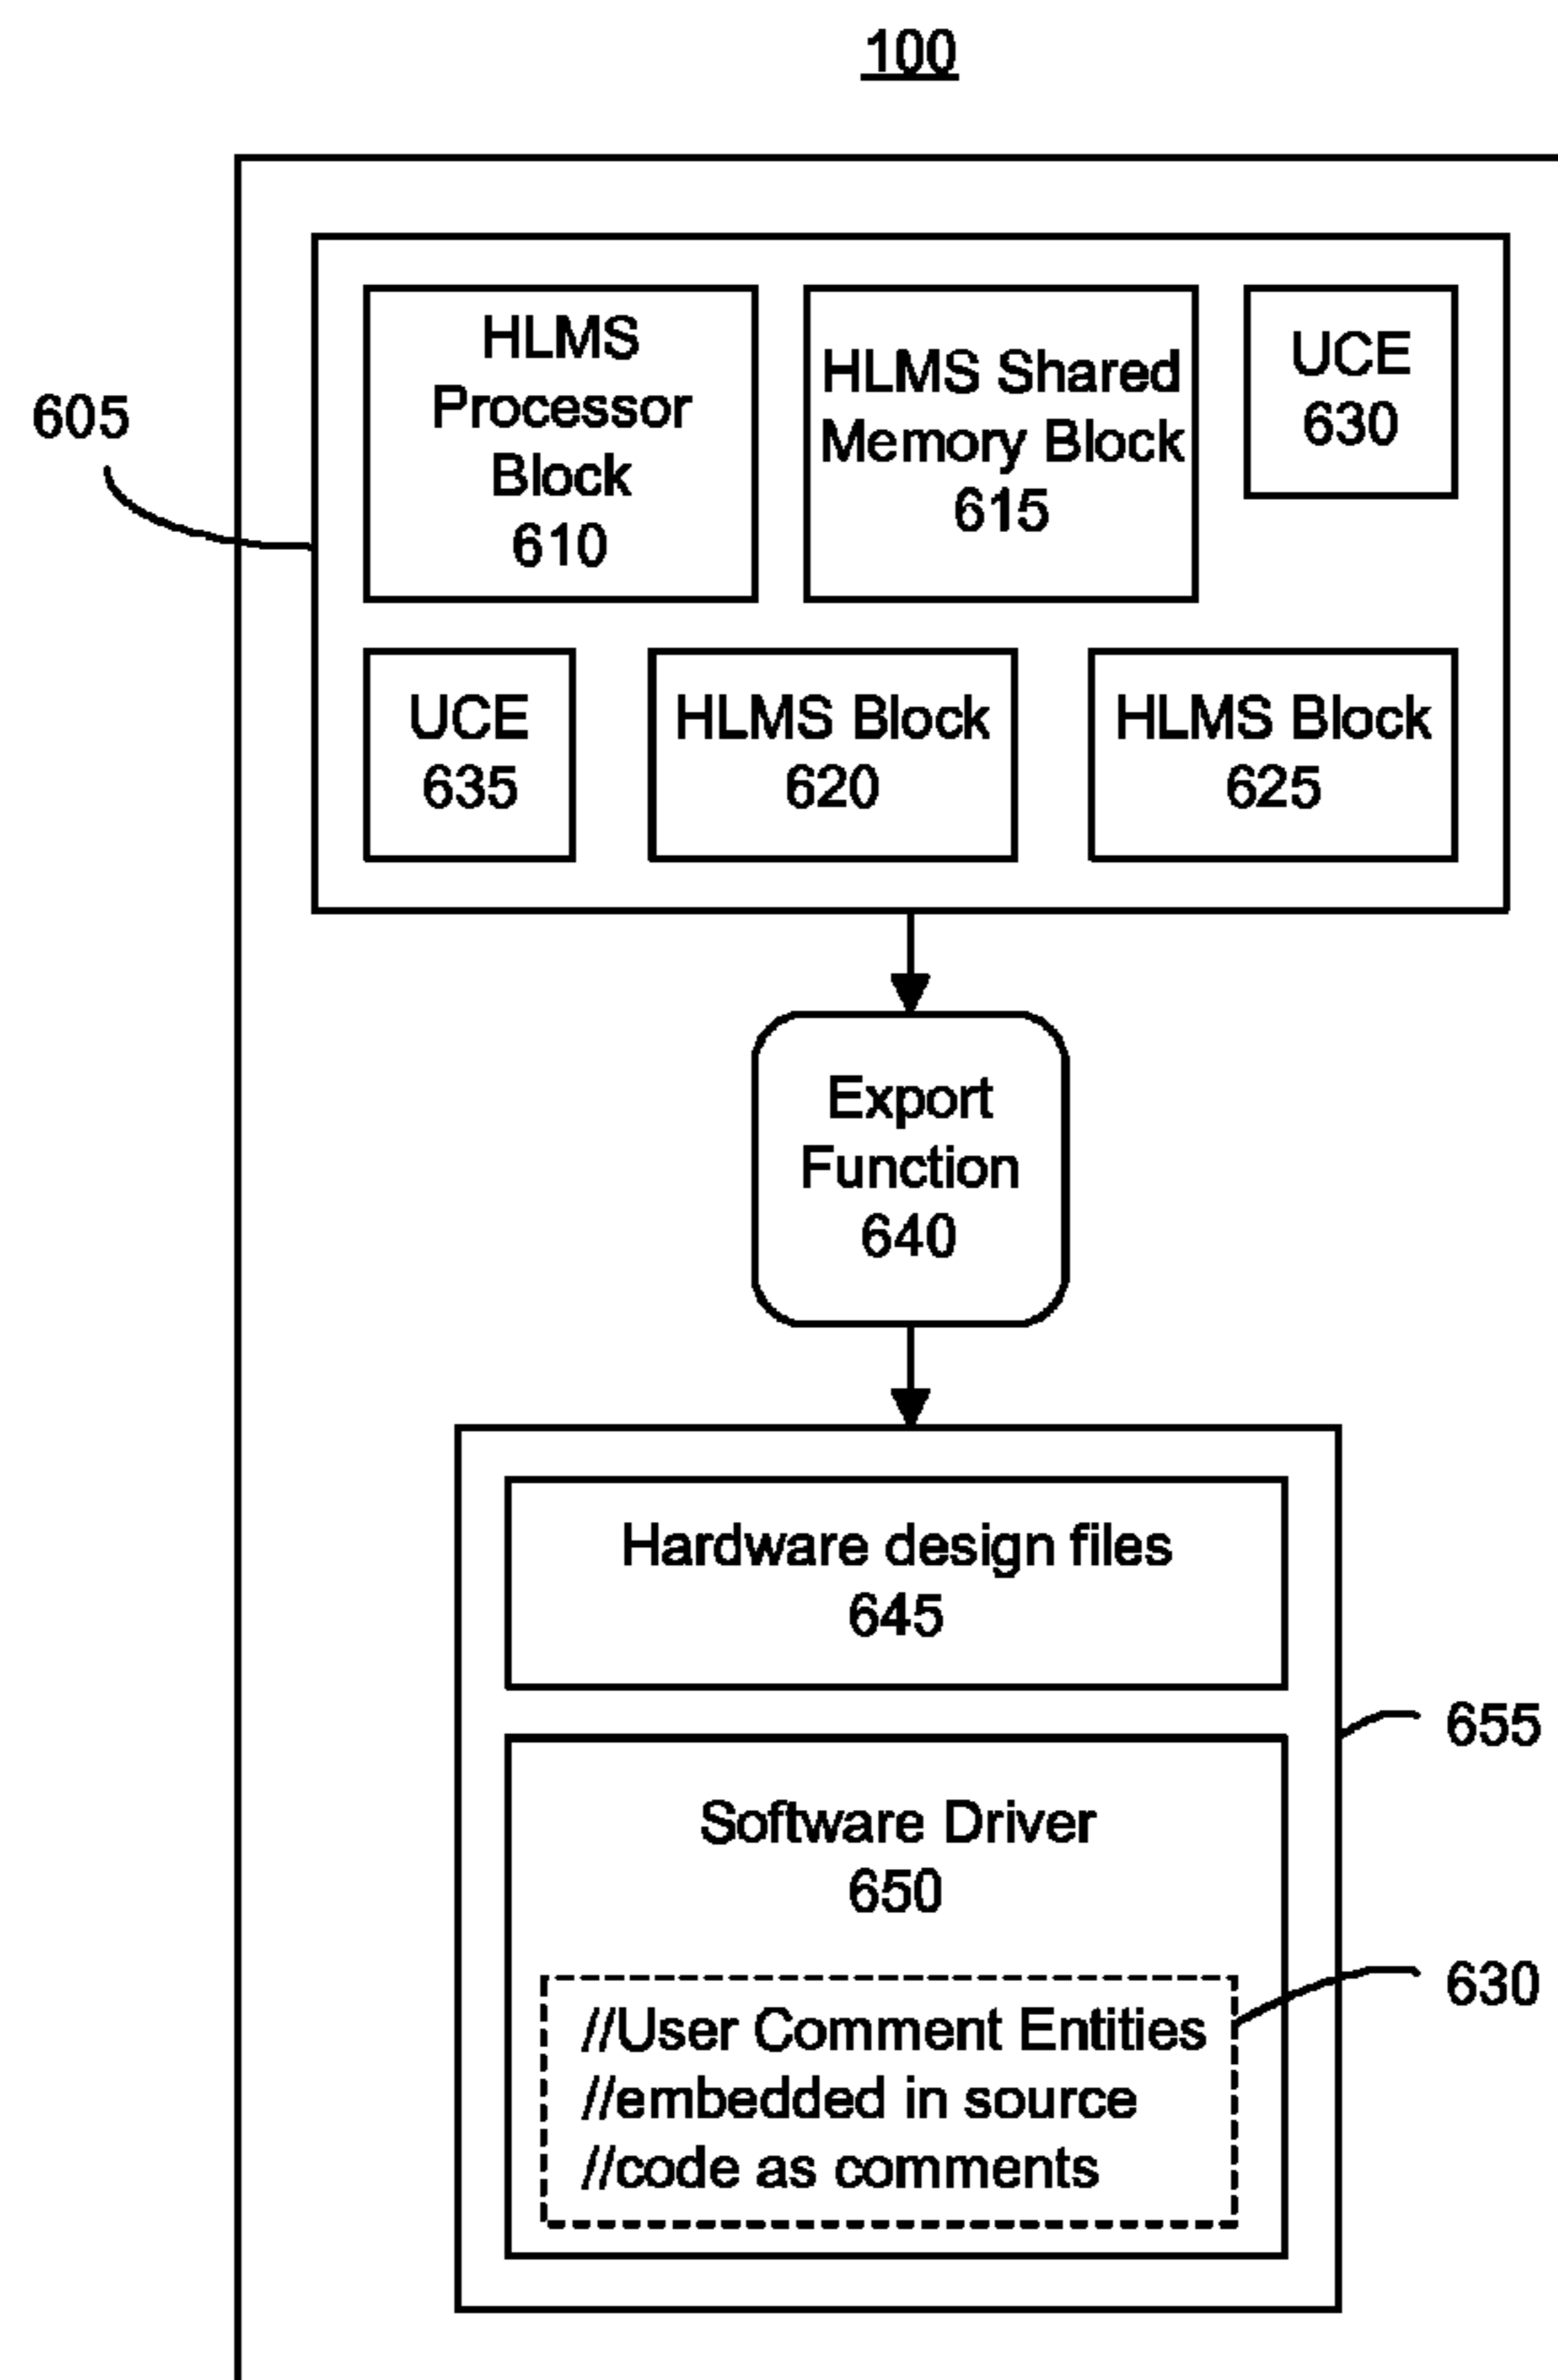 100
605
HLMS
Processor
Block
610
HLMS Shared
Memory Block
615
UCE
630
UCE
635
HLMS Block
620
HLMS Block
625
Export
Function
640
Hardware design files
645
655
Software Driver
650
630
//User Comment Entities
//embedded in source
//code as comments